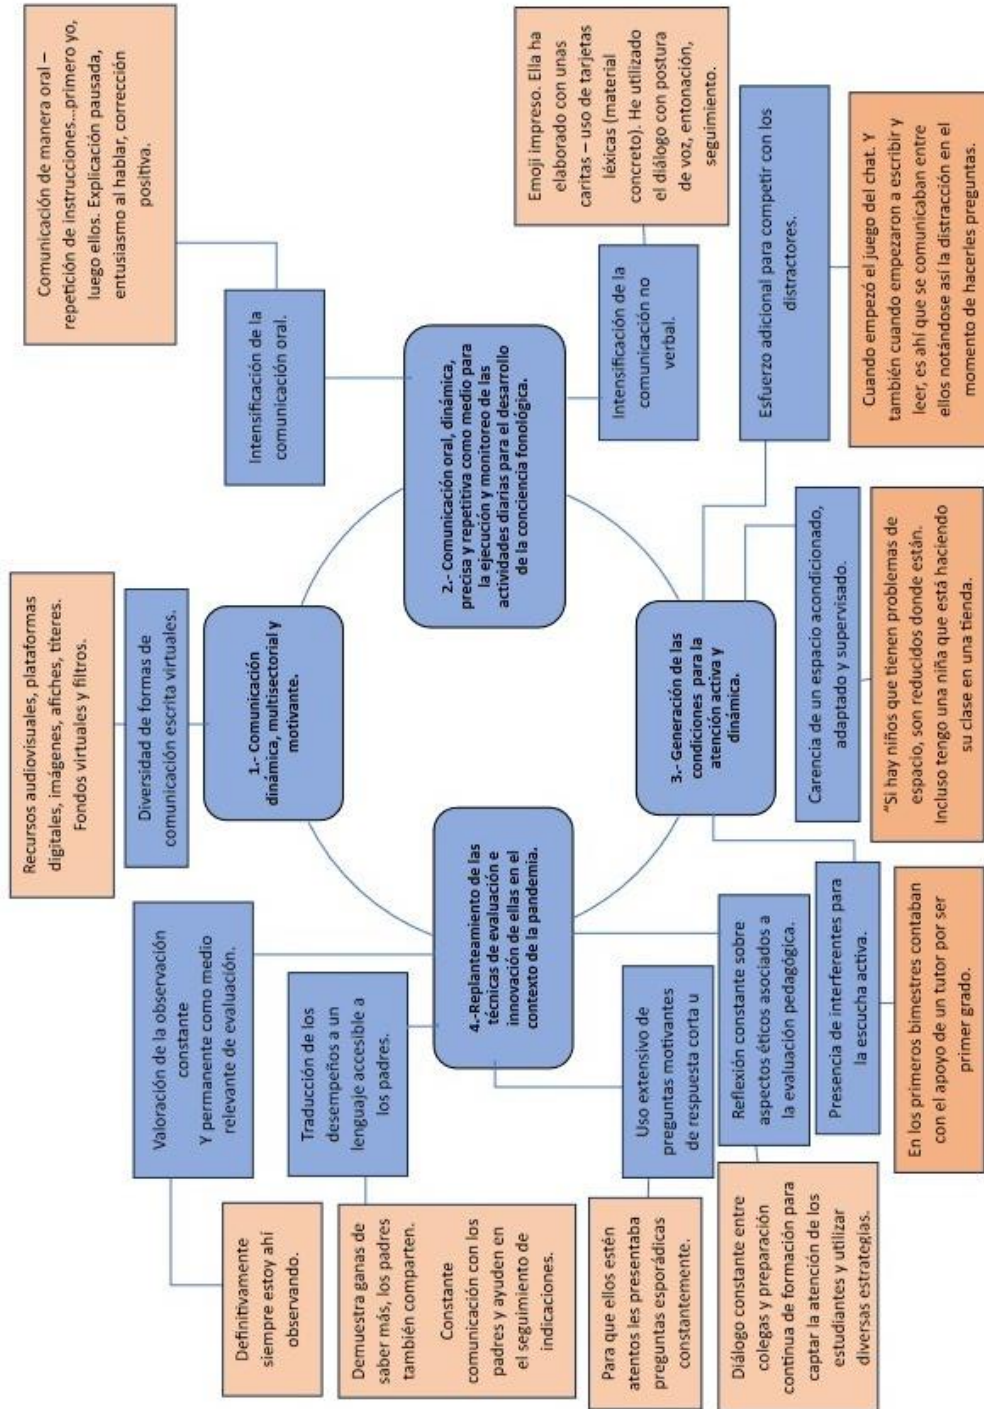 Recursos audiovisuales, plataformas
digitales, imágenes, afiches, títeres.
Fondos virtuales y filtros.
Diversidad de formas de
comunicación escrita virtuales.
1.- Comunicación
dinámica, multisectorial y
motivante.
Comunicación de manera oral –
repetición de instrucciones...primero yo,
luego ellos. Explicación pausada,
entusiasmo al hablar, corrección
positiva.
Intensificación de la
comunicación oral.
2.- Comunicación oral, dinámica,
precisa y repetitiva como medio para
la ejecución y monitoreo de las
actividades diarias para el desarrollo
de la conciencia fonológica.
Intensificación de la
comunicación no
verbal.
Emoji impreso. Ella ha
elaborado con unas
caritas – uso de tarjetas
léxicas (material
concreto). He utilizado
el diálogo con postura
de voz, entonación,
seguimiento.
3.- Generación de las
condiciones para la
atención activa y
dinámica.
Esfuerzo adicional para competir con los
distractores.
Cuando empezó el juego del chat. Y
también cuando empezaron a escribir y
leer, es ahí que se comunicaban entre
ellos notándose así la distracción en el
momento de hacerles preguntas.
Carencia de un espacio acondicionado,
adaptado y supervisado.
“Si hay niños que tienen problemas de
espacio, son reducidos donde están.
Incluso tengo una niña que está haciendo
su clase en una tienda.
Presencia de interferentes para
la escucha activa.
En los primeros bimestres contaban
con el apoyo de un tutor por ser
primer grado.
4.-Replanteamiento de las
técnicas de evaluación e
innovación de ellas en el
contexto de la pandemia.
Valoración de la observación
constante
Y permanente como medio
relevante de evaluación.
Definitivamente
siempre estoy ahí
observando.
Traducción de los
desempeños a un
lenguaje accesible a
los padres.
Demuestra ganas de
saber más, los padres
también comparten.
Constante
comunicación con los
padres y ayuden en
el seguimiento de
indicaciones.
Uso extensivo de
preguntas motivantes
de respuesta corta u
Para que ellos estén
atentos les presentaba
preguntas esporádicas
constantemente.
Reflexión constante sobre
aspectos éticos asociados a
la evaluación pedagógica.
Diálogo constante entre
colegas y preparación
continua de formación para
captar la atención de los
estudiantes y utilizar
diversas estrategias.